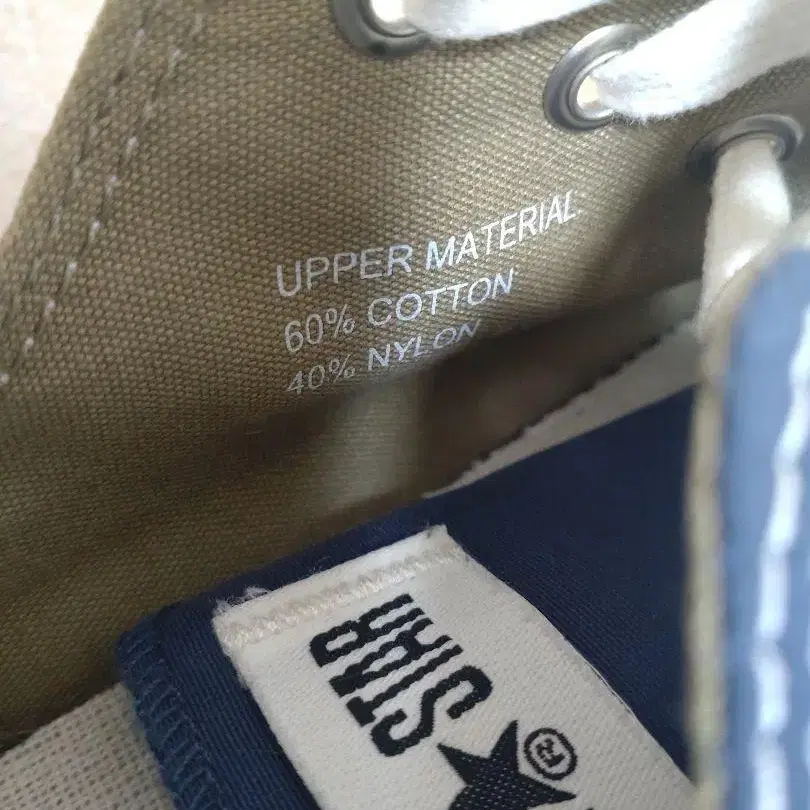 UPPER MATERIAL
60% COTTON
40% NYLON
STAR
®